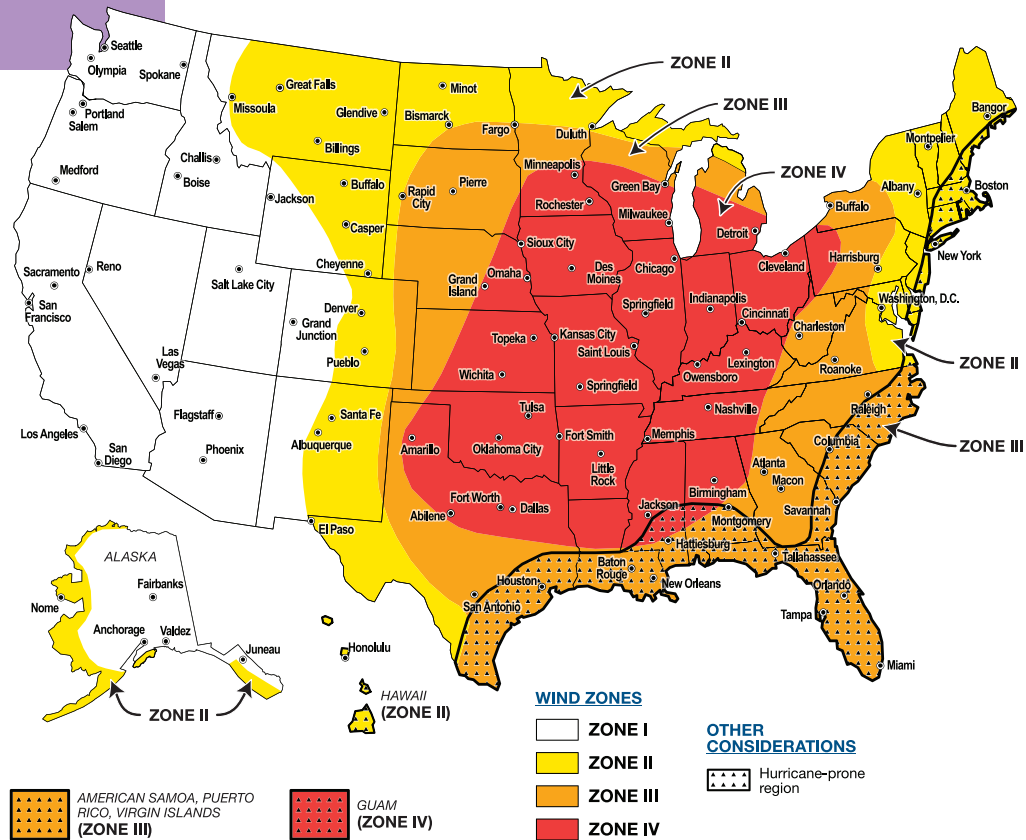 Seattle
Olympia
Spokane
Portland
Salem
Medford
Challis
Boise
Missoula
Great Falls
Glendive
Billings
Minot
Bismarck
Fargo
Duluth
ZONE II
ZONE III
ZONE IV
Bangor
Montpelier
Boston
Albany
Buffalo
New York
Jackson
Buffalo
Casper
Cheyenne
Rapid
City
Pierre
Minneapolis
Rochester
Green Bay
Milwaukee
Detroit
Sioux City
Grand
Island
Omaha
Des
Moines
Chicago
Cleveland
Harrisburg
Washington, D.C.
Sacramento
San
Francisco
Reno
Salt Lake City
Denver
Grand
Junction
Pueblo
Topeka
Kansas City
Saint Louis
Springfield
Indianapolis
Cincinnati
Charleston
Roanoke
ZONE II
Las
Vegas
Wichita
Springfield
Owensboro
Lexington
Los Angeles
San
Diego
Flagstaff
Phoenix
Santa Fe
Albuquerque
Amarillo
Tulsa
Oklahoma City
Fort Smith
Little
Rock
Memphis
Nashville
Raleigh
Columbia
ZONE III
El Paso
Abilene
Fort Worth
Dallas
Jackson
Birmingham
Atlanta
Macon
Savannah
Montgomery
Hattiesburg
Tallahassee
Houston
San Antonio
Baton
Rouge
New Orleans
Orlando
Tampa
Miami
ALASKA
Fairbanks
Nome
Anchorage
Valdez
Juneau
ZONE II
Honolulu
HAWAII
(ZONE II)
WIND ZONES
ZONE I
ZONE II
ZONE III
ZONE IV
OTHER
CONSIDERATIONS
Hurricane-prone
region
AMERICAN SAMOA, PUERTO
RICO, VIRGIN ISLANDS
(ZONE III)
GUAM
(ZONE IV)